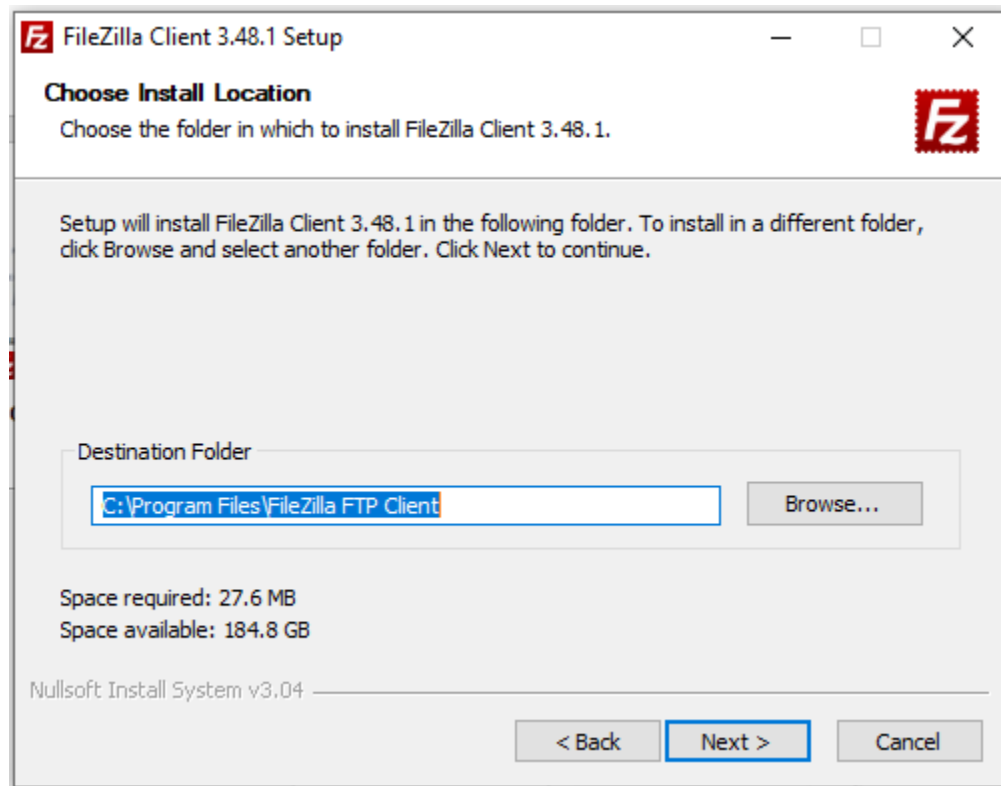 FileZilla Client 3.48.1 Setup
Choose Install Location
Choose the folder in which to install FileZilla Client 3.48.1.
Fz
Setup will install FileZilla Client 3.48.1 in the following folder. To install in a different folder,
click Browse and select another folder. Click Next to continue.
Destination Folder
C:\Program Files\FileZilla FTP Client
Browse...
Space required: 27.6 MB
Space available: 184.8 GB
Nullsoft Install System v3.04
< Back
Next >
Cancel